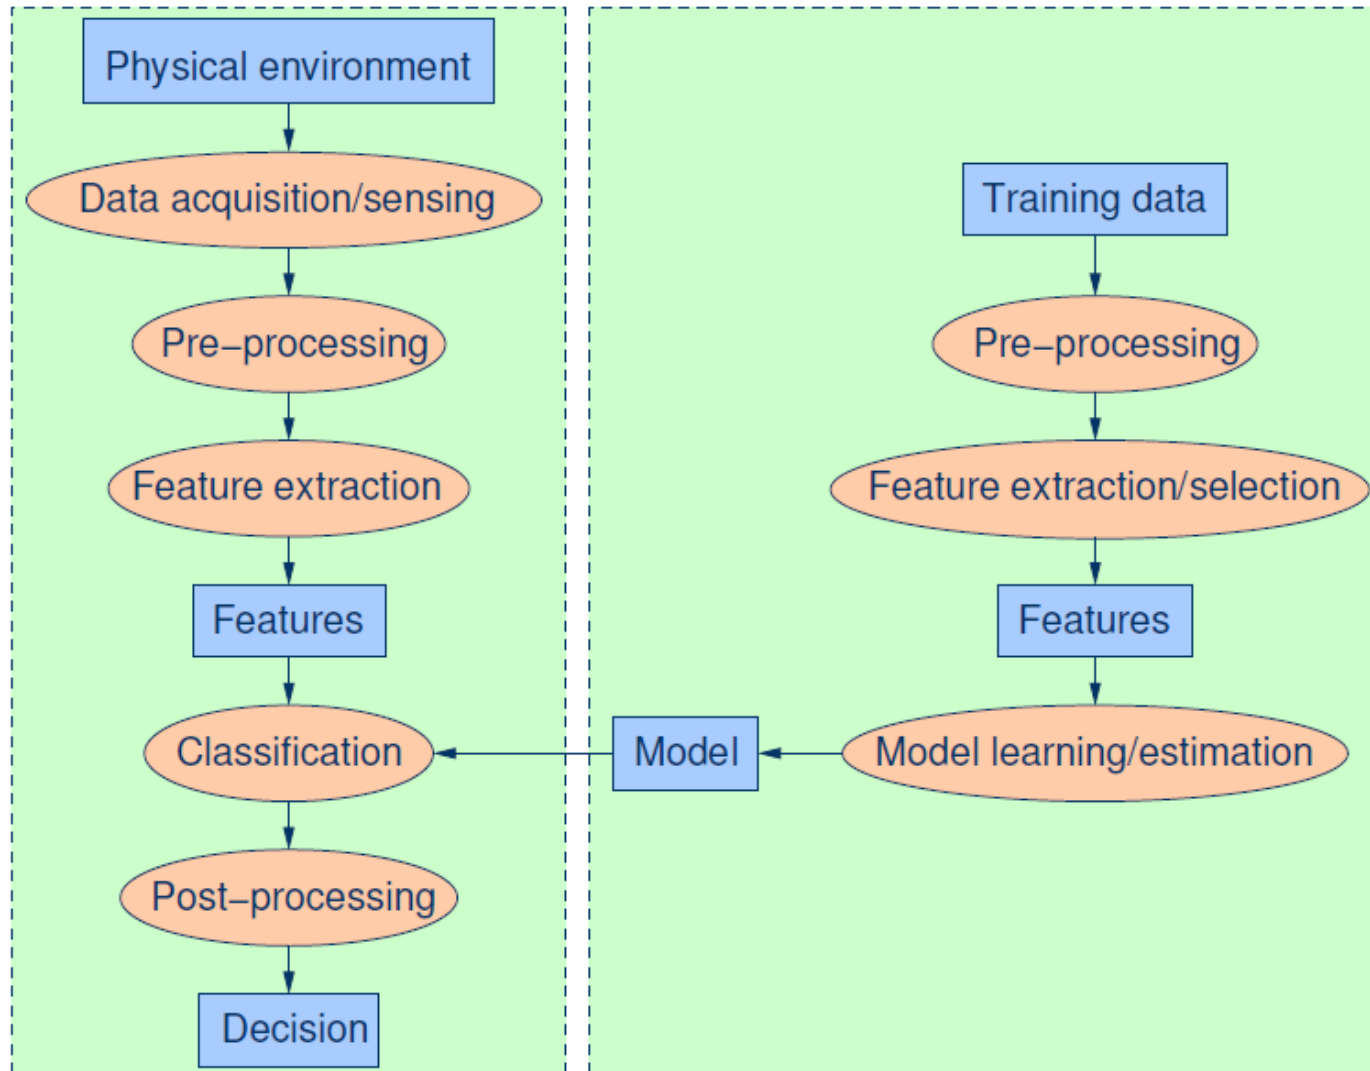 Physical environment
Data acquisition/sensing
Pre−processing
Feature extraction
Features
Classification
Post−processing
Decision
Training data
Pre−processing
Feature extraction/selection
Features
Model learning/estimation
Model